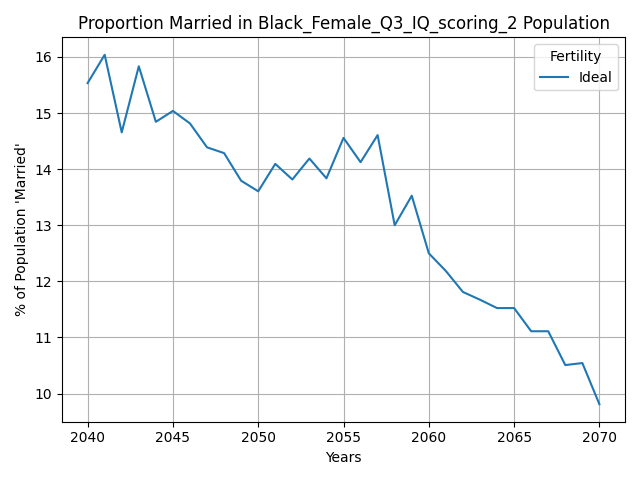 Proportion Married in Black_Female_Q3_IQ_scoring_2 Population
Fertility
Ideal
% of Population 'Married'
16
15
14
13
12
11
10
2040 2045 2050 2055 2060 2065 2070
Years